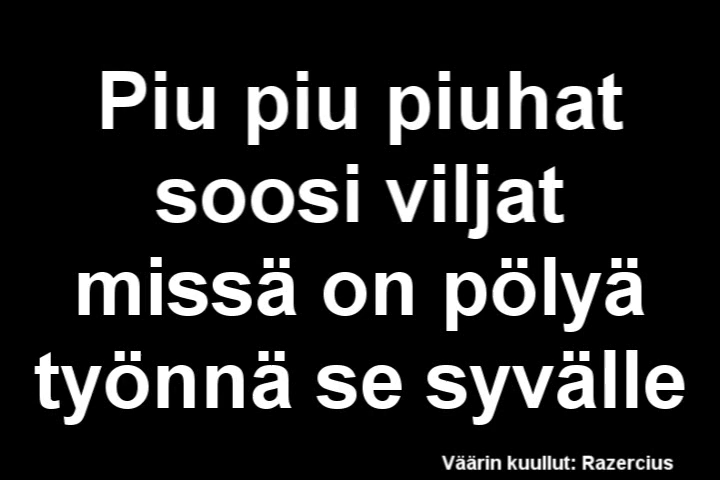 Piu piu piuhat
soosi viljat
missä on pölyä
työnnä se syvälle
Väärin kuullut: Razercius